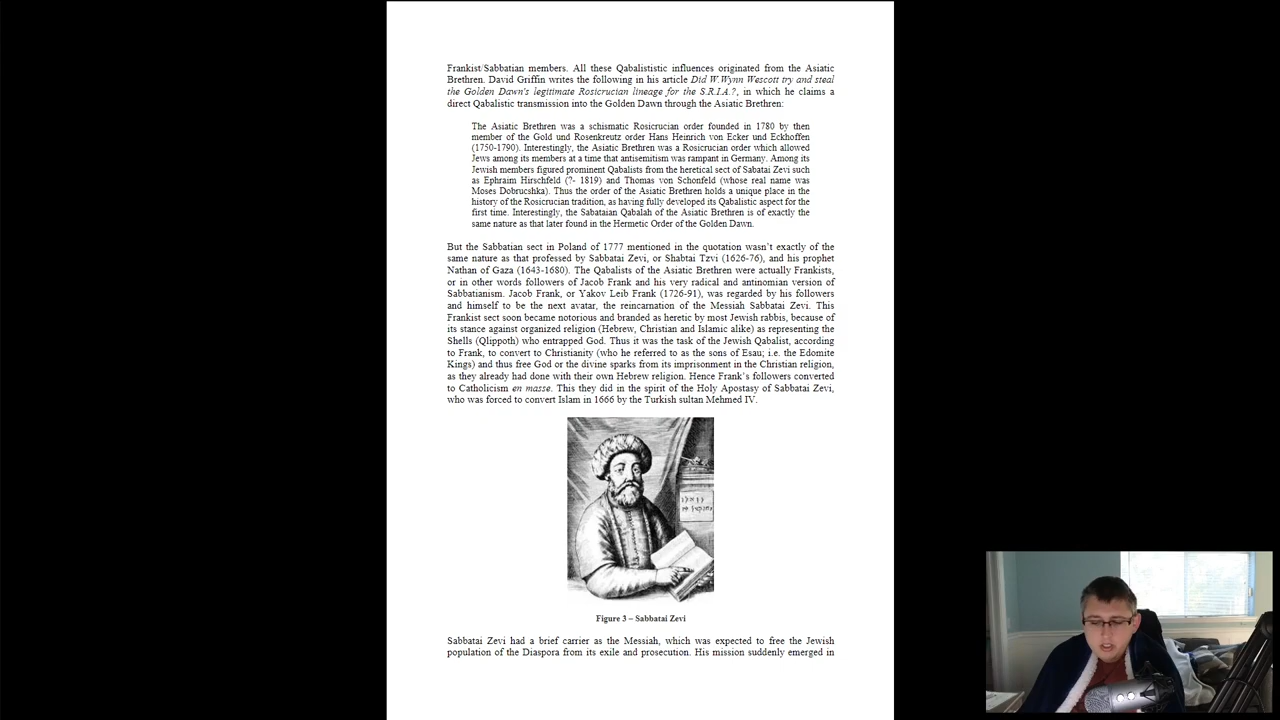 Frankist/Sabbatian members. All these Qabalististic influences originated from the Asiatic
Brethren. David Griffin writes the following in his article Did W.Wynn Wescott try and steal
the Golden Dawn's legitimate Rosicrucian lineage for the S.R.I.A.?, in which he claims a
direct Qabalistic transmission into the Golden Dawn through the Asiatic Brethren:
The Asiatic Brethren was a schismatic Rosicrucian order founded in 1780 by then
member of the Gold und Rosenkreutz order Hans Heinrich von Ecker und Eckhoffen
(1750-1790). Interestingly, the Asiatic Brethren was a Rosicrucian order which allowed
Jews among its members at a time that antisemitism was rampant in Germany. Among its
Jewish members figured prominent Qabalists from the heretical sect of Sabatai Zevi such
as Ephraim Hirschfeld (?- 1819) and Thomas von Schonfeld (whose real name was
Moses Dobrucshka). Thus the order of the Asiatic Brethren holds a unique place in the
history of the Rosicrucian tradition, as having fully developed its Qabalistic aspect for the
first time. Interestingly, the Sabataian Qabalah of the Asiatic Brethren is of exactly the
same nature as that later found in the Hermetic Order of the Golden Dawn.
But the Sabbatian sect in Poland of 1777 mentioned in the quotation wasn't exactly of the
same nature as that professed by Sabbatai Zevi, or Shabtai Tzvi (1626-76), and his prophet
Nathan of Gaza (1643-1680). The Qabalists of the Asiatic Brethren were actually Frankists,
or in other words followers of Jacob Frank and his very radical and antinomian version of
Sabbatianism. Jacob Frank, or Yakov Leib Frank (1726-91), was regarded by his followers
and himself to be the next avatar, the reincarnation of the Messiah Sabbatai Zevi. This
Frankist sect soon became notorious and branded as heretic by most Jewish rabbis, because of
its stance against organized religion (Hebrew, Christian and Islamic alike) as representing the
Shells (Qlippoth) who entrapped God. Thus it was the task of the Jewish Qabalist, according
to Frank, to convert to Christianity (who he referred to as the sons of Esau; i.e. the Edomite
Kings) and thus free God or the divine sparks from its imprisonment in the Christian religion,
as they already had done with their own Hebrew religion. Hence Frank's followers converted
to Catholicism en masse. This they did in the spirit of the Holy Apostasy of Sabbatai Zevi,
who was forced to convert Islam in 1666 by the Turkish sultan Mehmed IV.
Figure 3 – Sabbatai Zevi
Sabbatai Zevi had a brief carrier as the Messiah, which was expected to free the Jewish
population of the Diaspora from its exile and prosecution. His mission suddenly emerged in